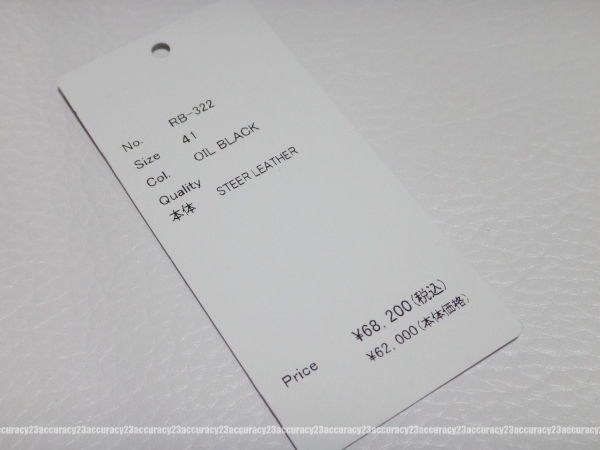 No. RB-322
Size 41
Col. OIL BLACK
Quality
本体 STEER LEATHER
¥68.200(税込)
Price ¥62.000(本体価格)
23accuracy23accuracy23accuracy23accuracy23accuracy23accuracy23accuracy23accuracy23accuracy23accuracy23accuracy